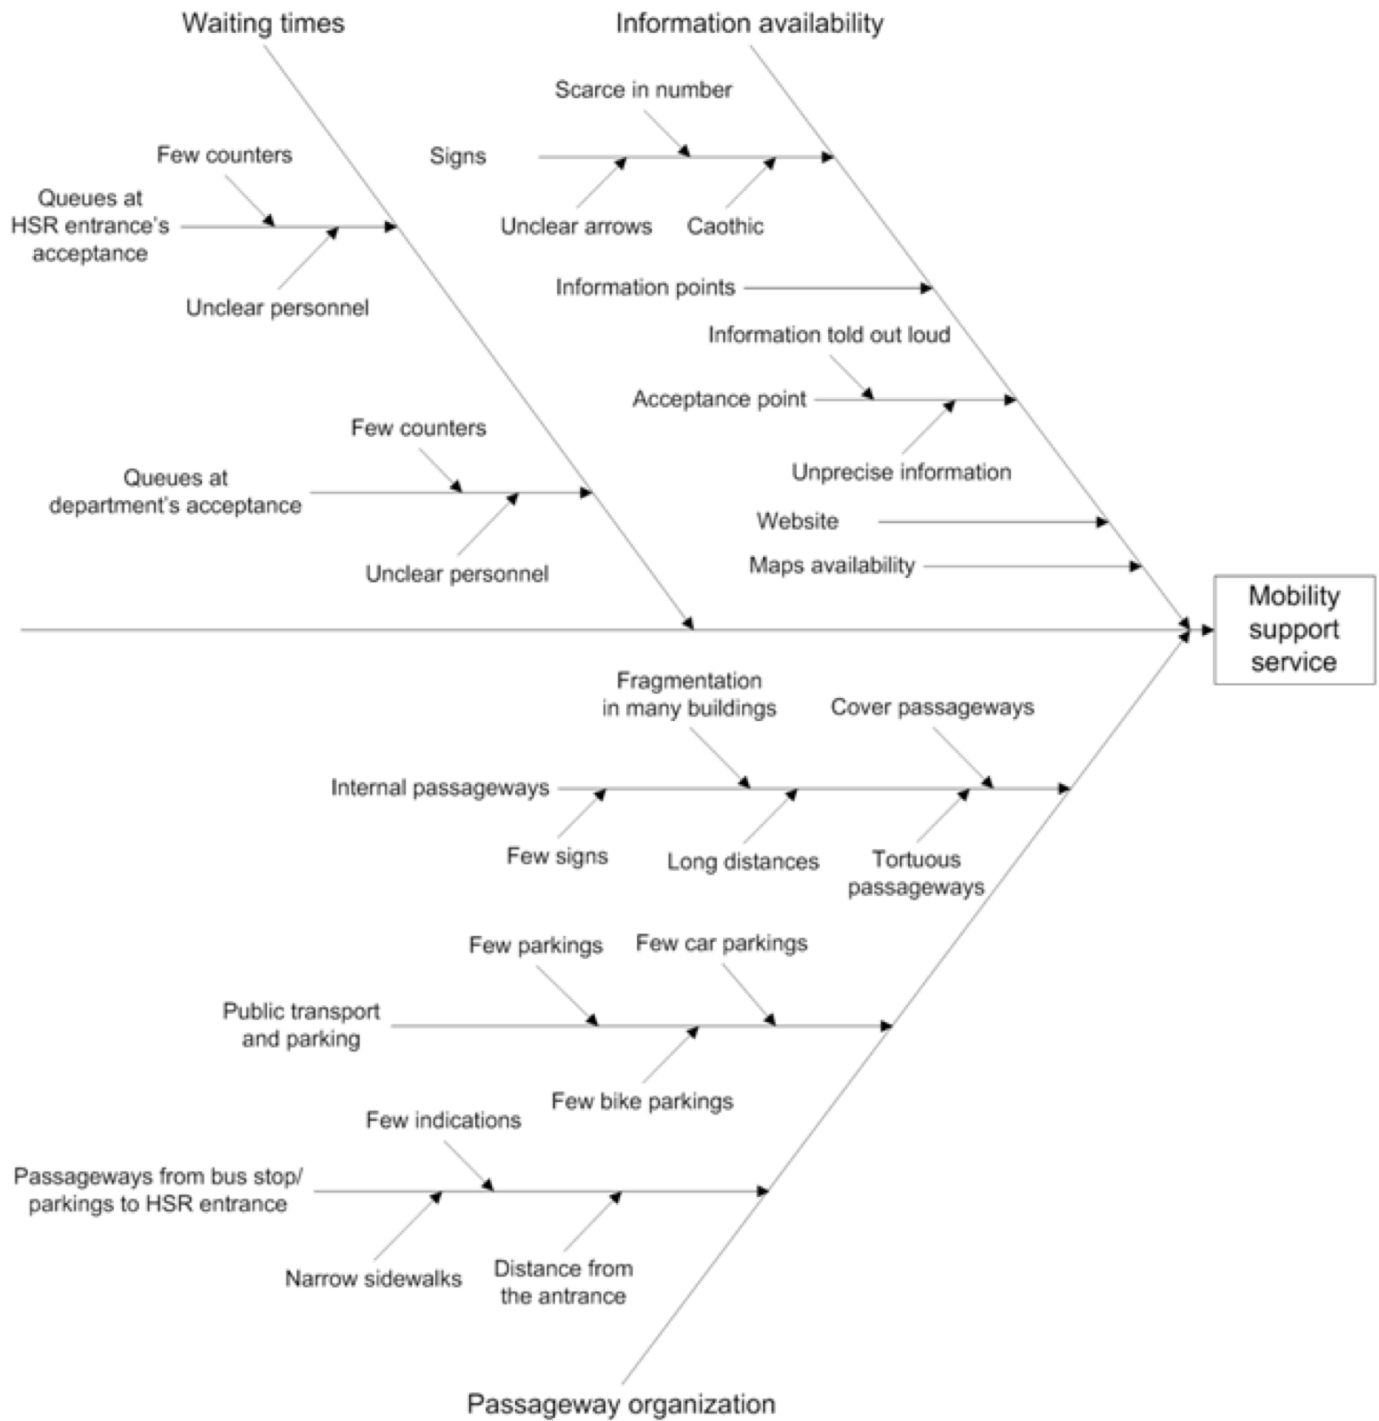 Waiting times
Information availability
Scarce in number
Signs
Few counters
Queues at
HSR entrance's
acceptance
Unclear arrows
Caothic
Unclear personnel
Information points
Information told out loud
Acceptance point
Few counters
Unprecise information
Queues at
department's acceptance
Website
Unclear personnel
Maps availability
Mobility
support
service
Fragmentation
in many buildings
Cover passageways
Internal passageways
Few signs
Long distances
Tortuous
passageways
Few parkings
Few car parkings
Public transport
and parking
Few bike parkings
Few indications
Passageways from bus stop/
parkings to HSR entrance
Narrow sidewalks
Distance from
the antrance
Passageway organization